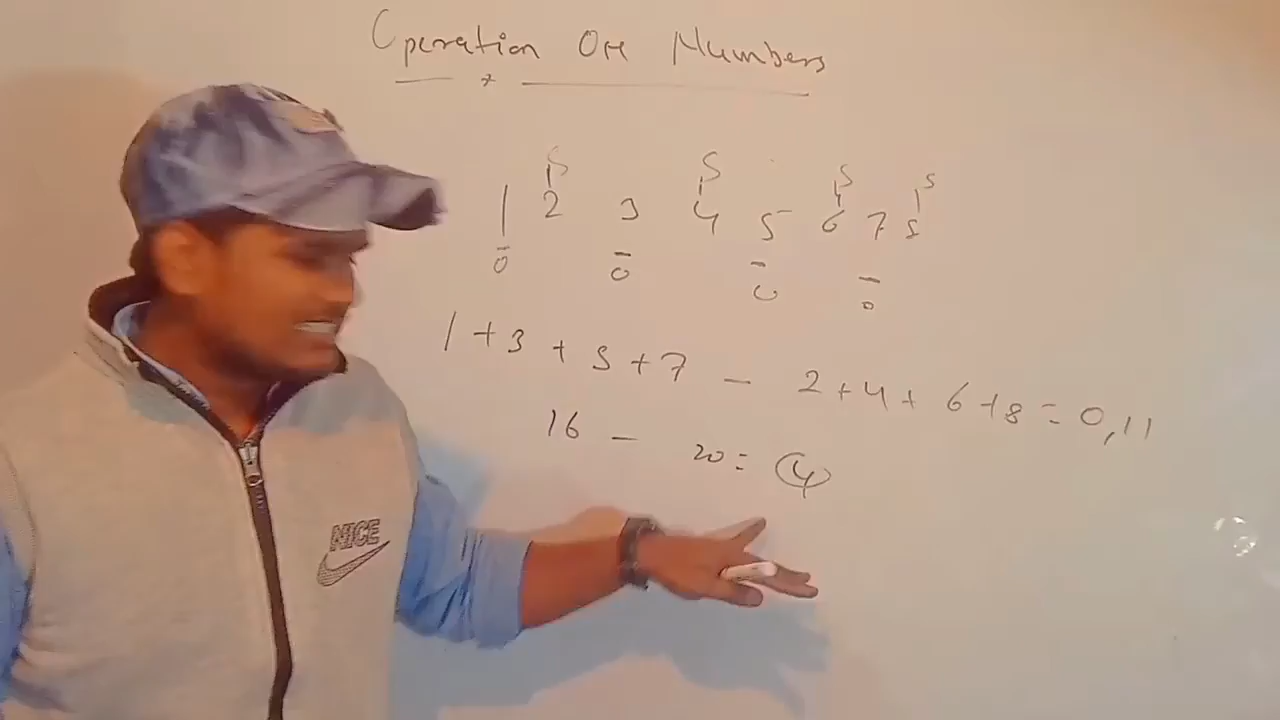 Operation On Numbers
S S S S
1 2 3 4 5 6 7 8
0 0 0 0
1 + 3 + 5 + 7 - 2 + 4 + 6 + 8 = 0, 11
16 - 20 = 4
NICE